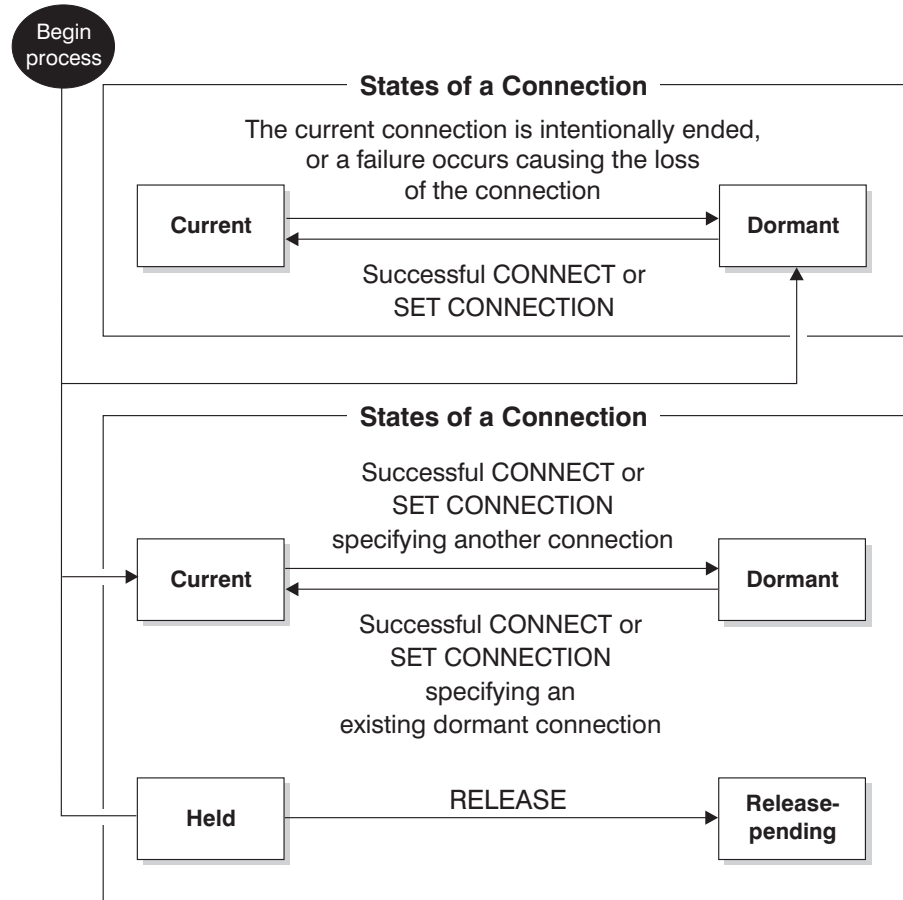 Begin
process
States of a Connection
The current connection is intentionally ended,
or a failure occurs causing the loss
of the connection
Current
Dormant
Successful CONNECT or
SET CONNECTION
States of a Connection
Successful CONNECT or
SET CONNECTION
specifying another connection
Current
Dormant
Successful CONNECT or
SET CONNECTION
specifying an
existing dormant connection
Held
RELEASE
Release-
pending